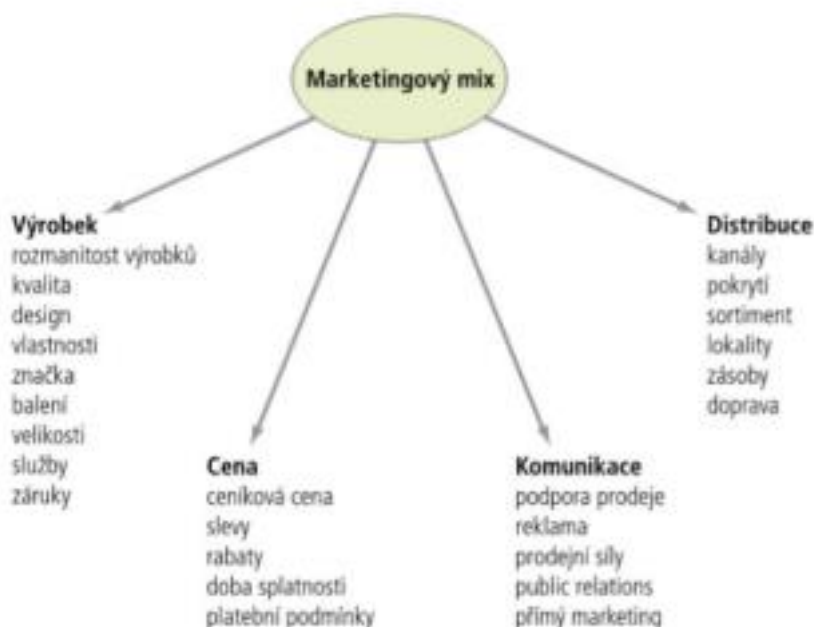 Marketingový mix
Výrobek
rozmanitost výrobků
kvalita
design
vlastnosti
značka
balení
velikosti
služby
záruky
Cena
ceníková cena
slevy
rabaty
doba splatnosti
platební podmínky
Komunikace
podpora prodeje
reklama
prodejní síly
public relations
přímý marketing
Distribuce
kanály
pokrytí
sortiment
lokality
zásoby
doprava